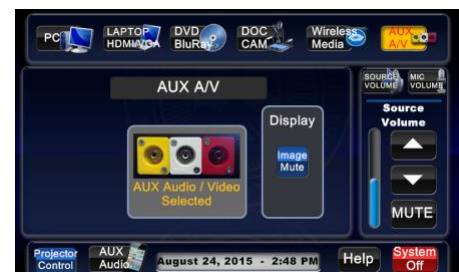 PC
LAPTOP
HDMI/VGA
DVD
BluRay
DOC
CAM
Wireless
Media
AUX
A/V
AUX A/V
Display
Image
Mute
AUX Audio / Video
Selected
SOURCE
VOLUME
MIC
VOLUME
Source
Volume
MUTE
Projector
Control
AUX
Audio
August 24, 2015 - 2:48 PM
Help
System
Off